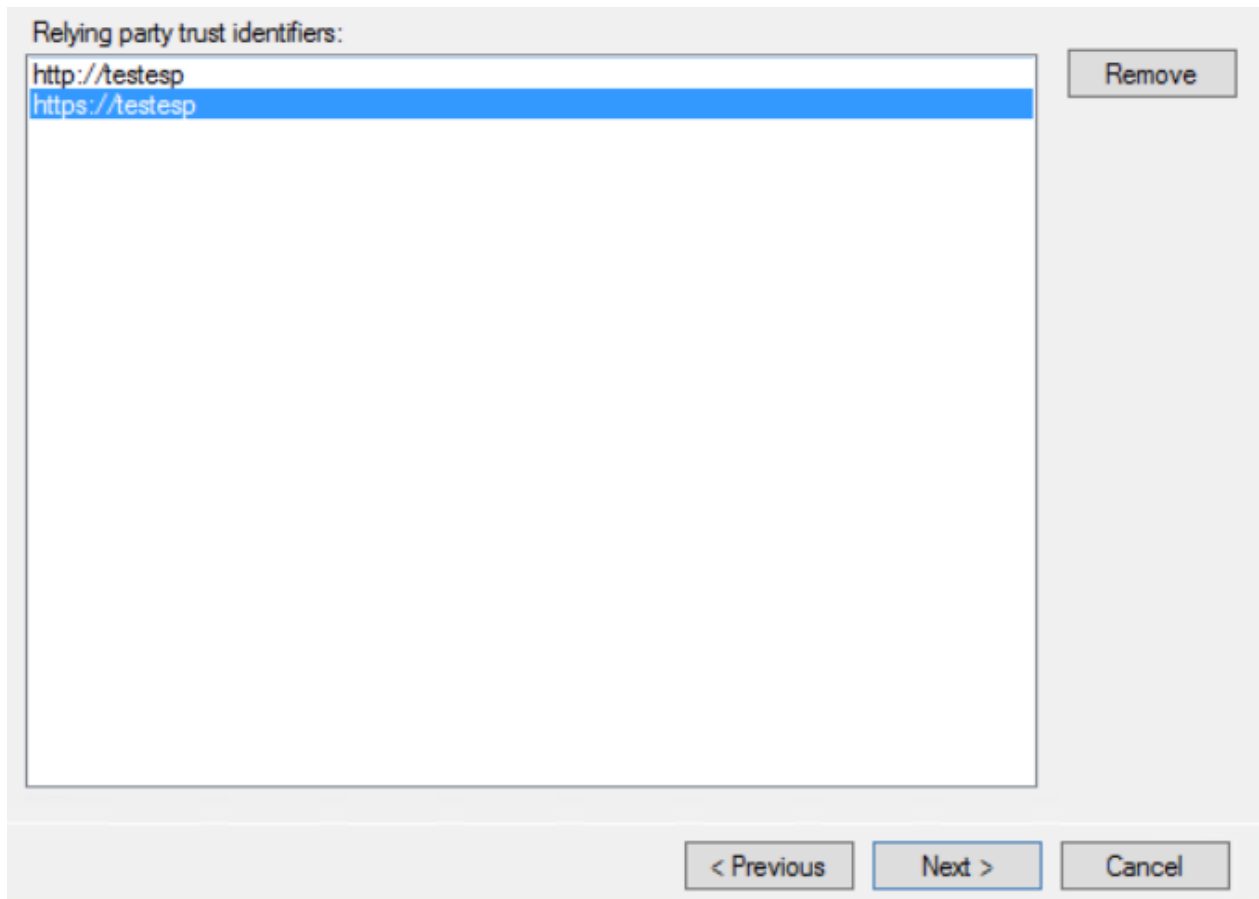 Relying party trust identifiers:
http://testesp
https://testesp
Remove
< Previous
Next >
Cancel